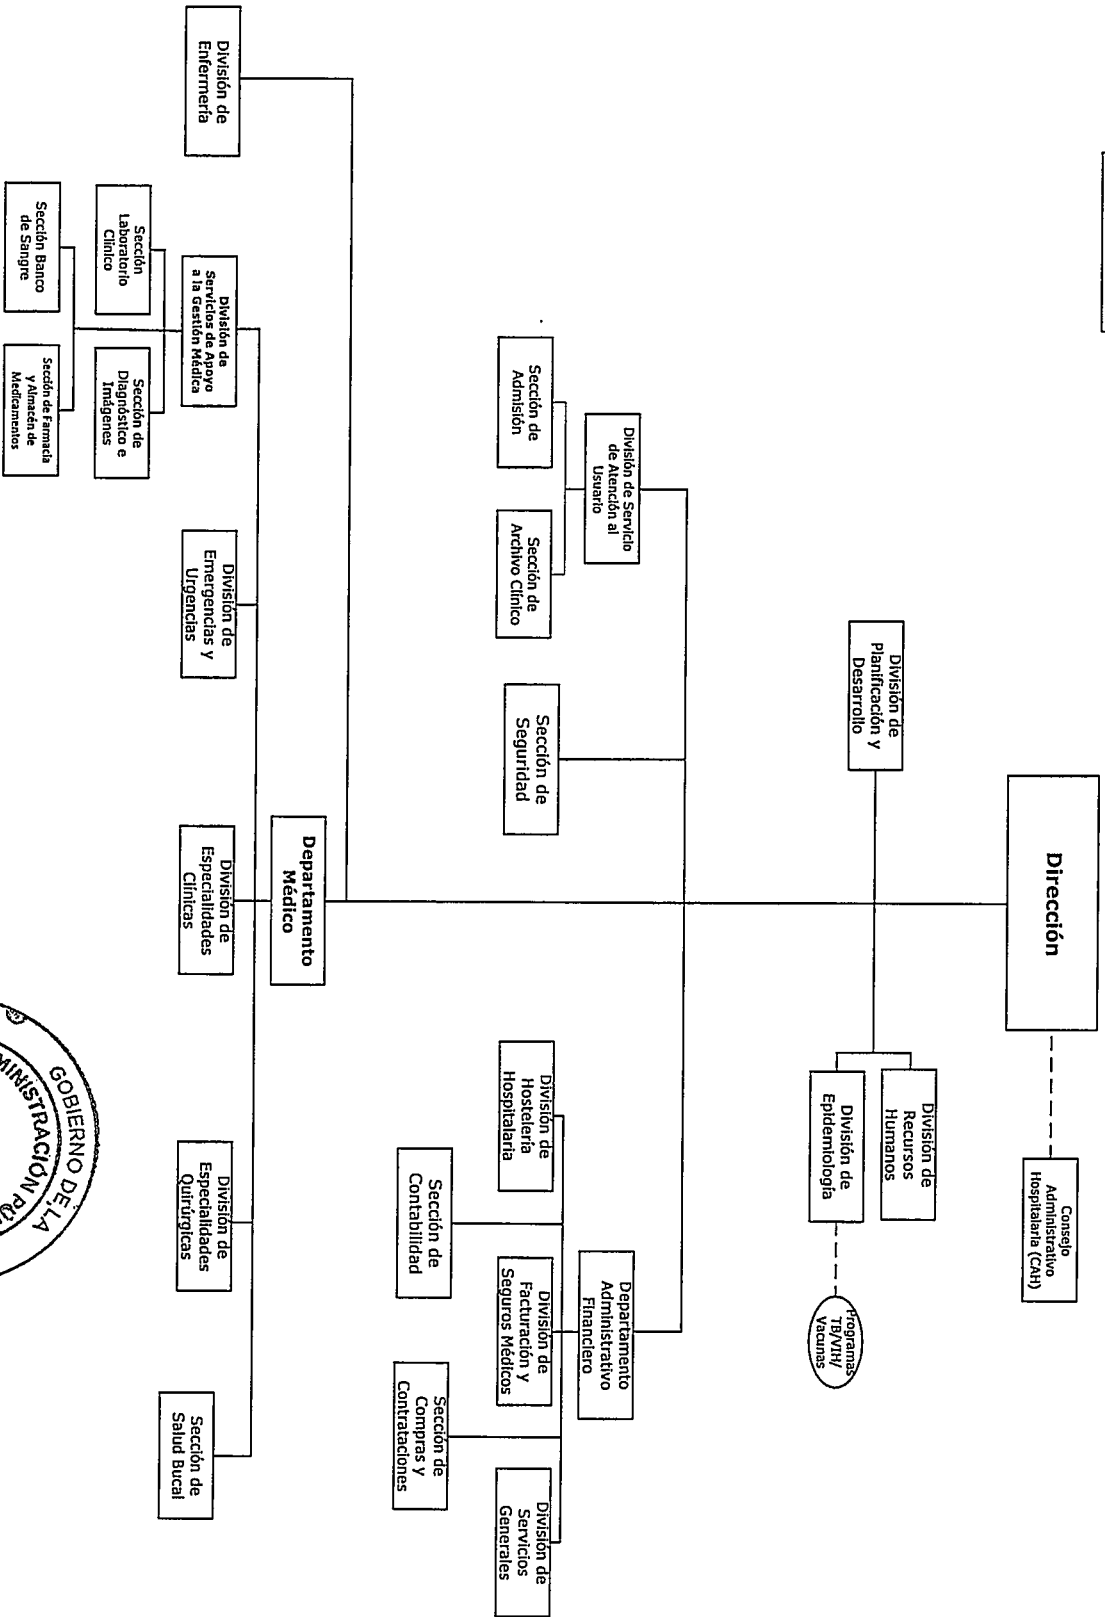 Dirección
Consejo
Administrativo
Hospitalaria (CAH)
División de
Planificación y
Desarrollo
División de
Recursos
Humanos
División de
Epidemiología
Programas
TB/VIH/
Vacunas
División de Servicio
de Atención al
Usuario
Sección de
Admisión
Sección de
Archivo Clínico
Sección de
Seguridad
Departamento
Administrativo
Financiero
División de
Hostelería
Hospitalaria
División de
Facturación y
Seguros Médicos
División de
Servicios
Generales
Sección de
Contabilidad
Sección de
Compras y
Contrataciones
Departamento
Médico
División de
Enfermería
División de
Servicios de Apoyo
a la Gestión Médica
Sección
Laboratorio
Clínico
Sección de
Diagnóstico e
Imágenes
Sección Banco
de Sangre
Sección de Farmacia
y Almacén de
Medicamentos
División de
Emergencias y
Urgencias
División de
Especialidades
Clínicas
División de
Especialidades
Quirúrgicas
Sección de
Salud Bucal
GOBIERNO DE LA